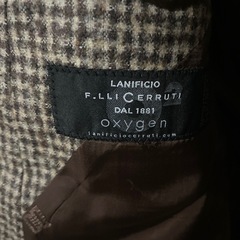 LANIFICIO
F.LLI CERRUTI
DAL 1881
oxygen
lanificiocerruti.com